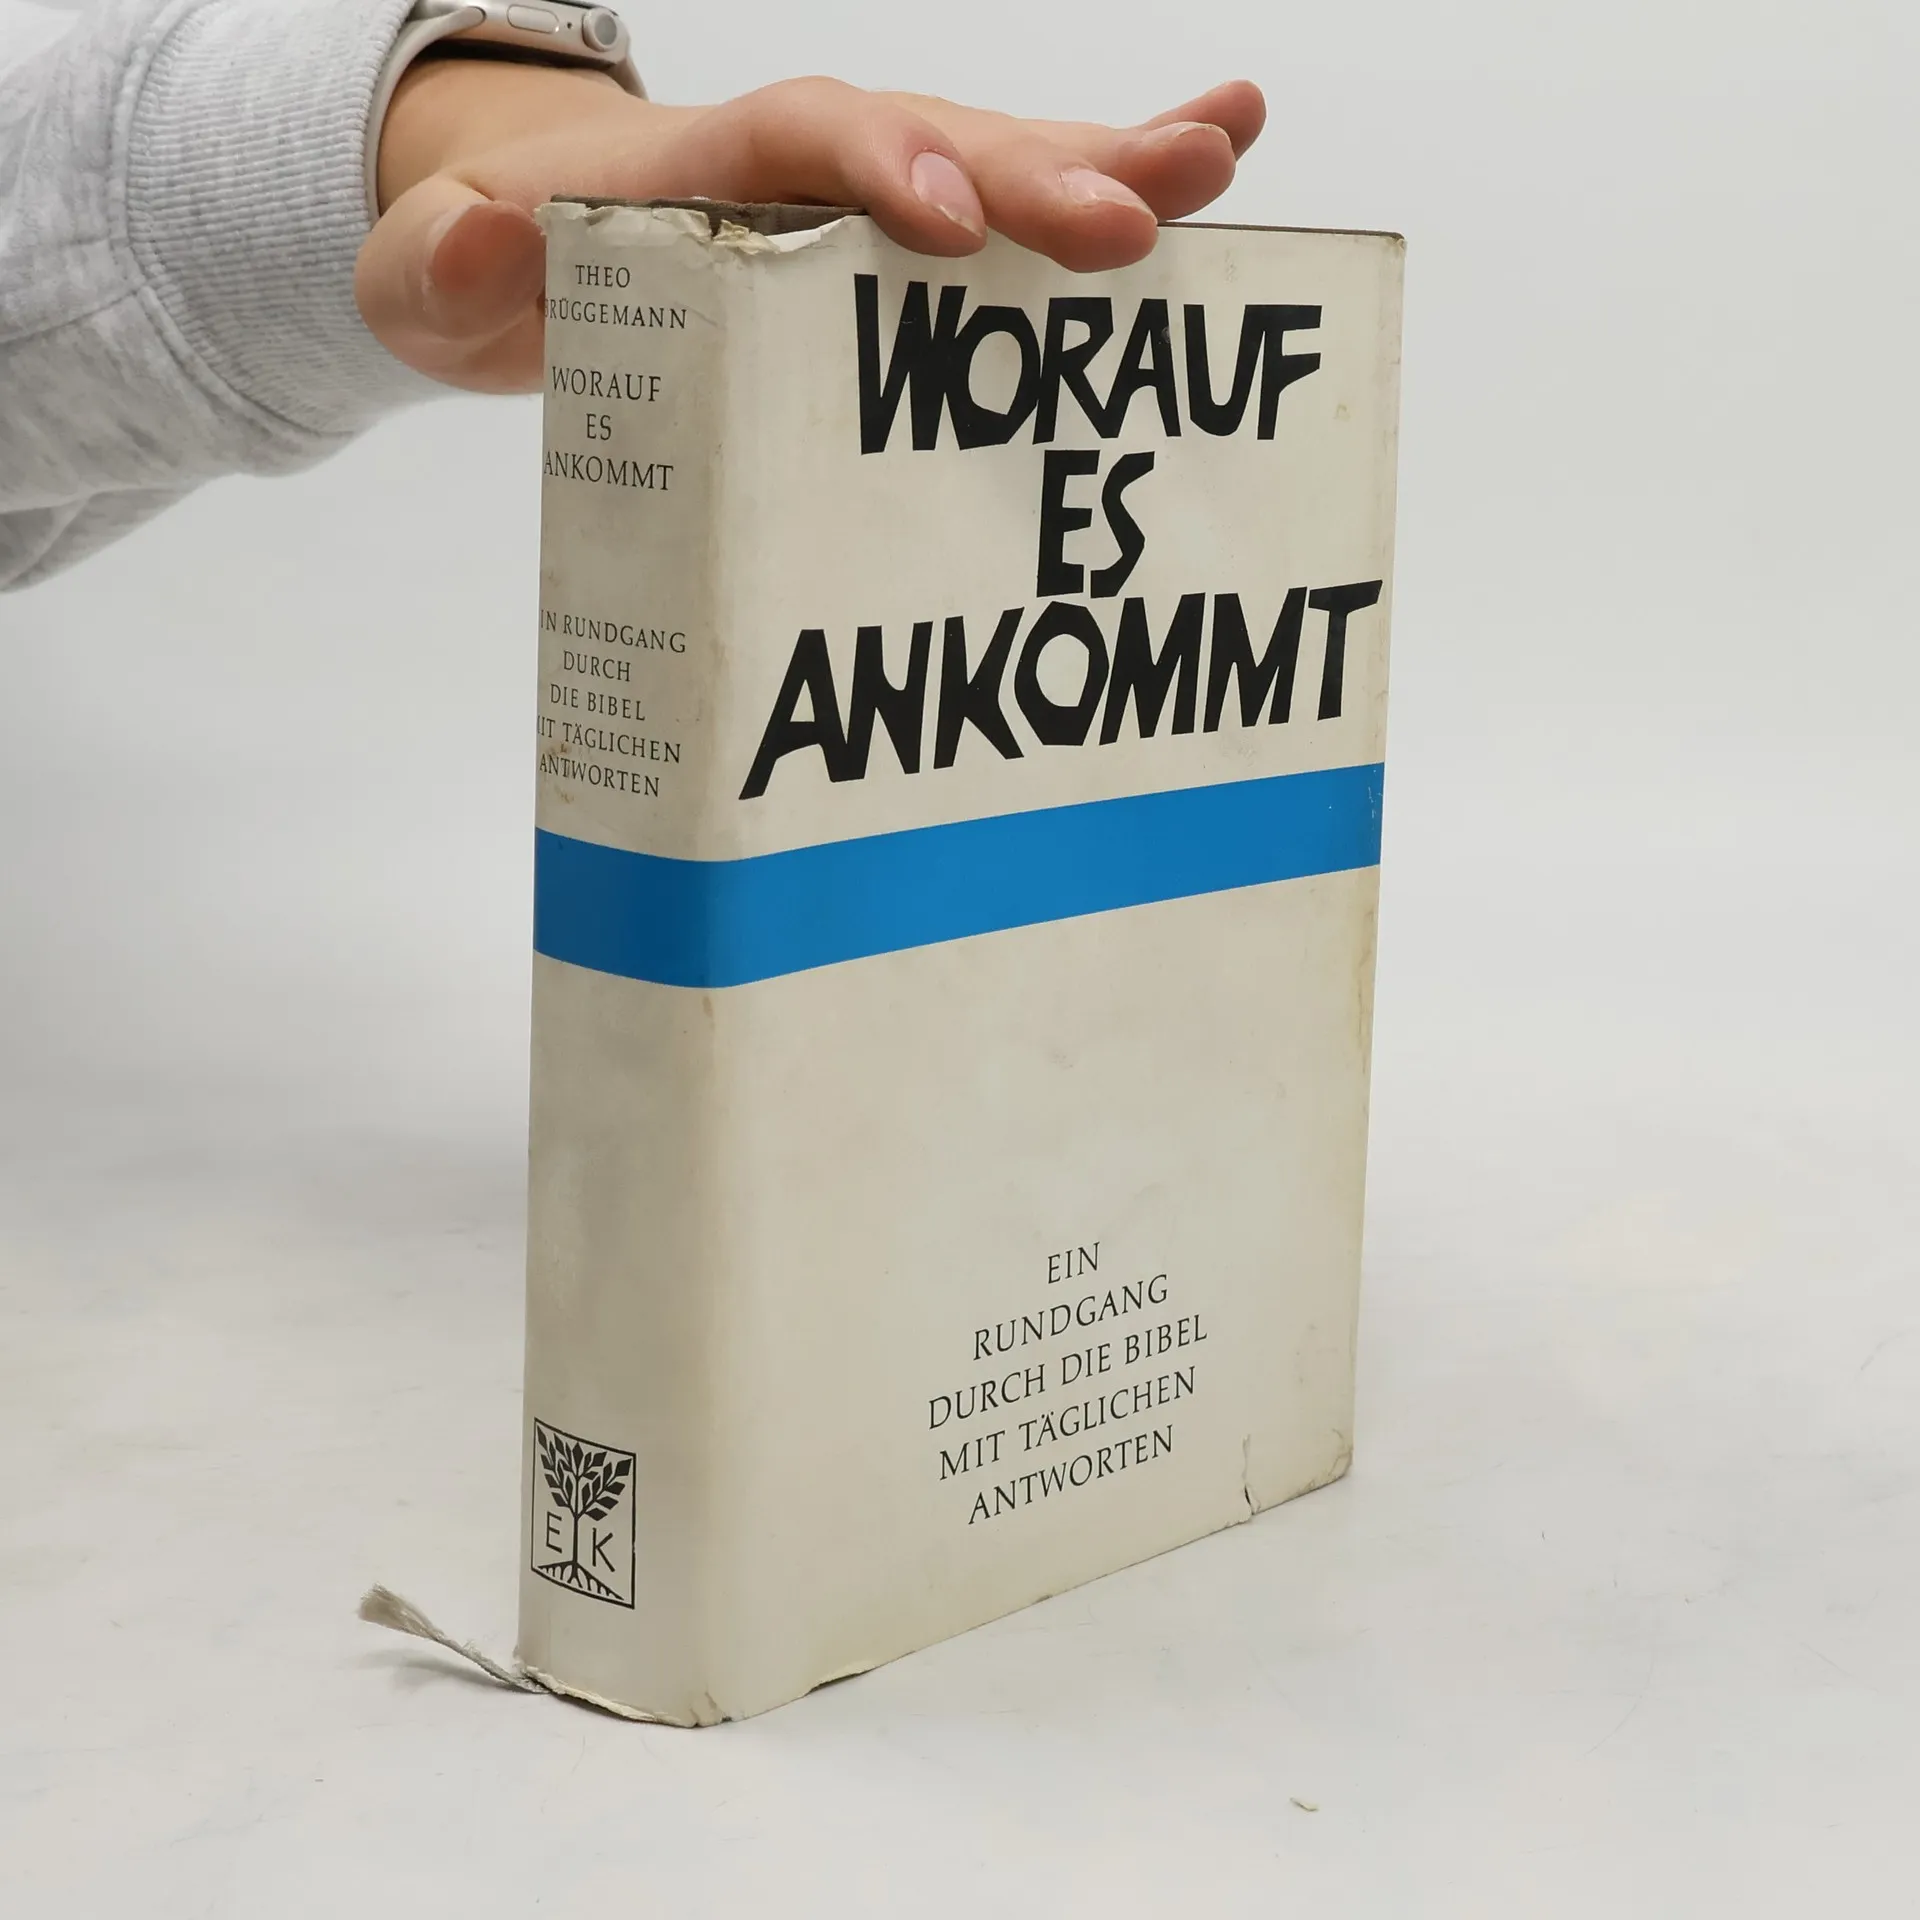 THEO
BRÜGGEMANN
WORAUF
ES
ANKOMMT
EIN RUNDGANG
DURCH
DIE BIBEL
MIT TÄGLICHEN
ANTWORTEN
E K
WORAUF
ES
ANKOMMT
EIN
RUNDGANG
DURCH DIE BIBEL
MIT TÄGLICHEN
ANTWORTEN